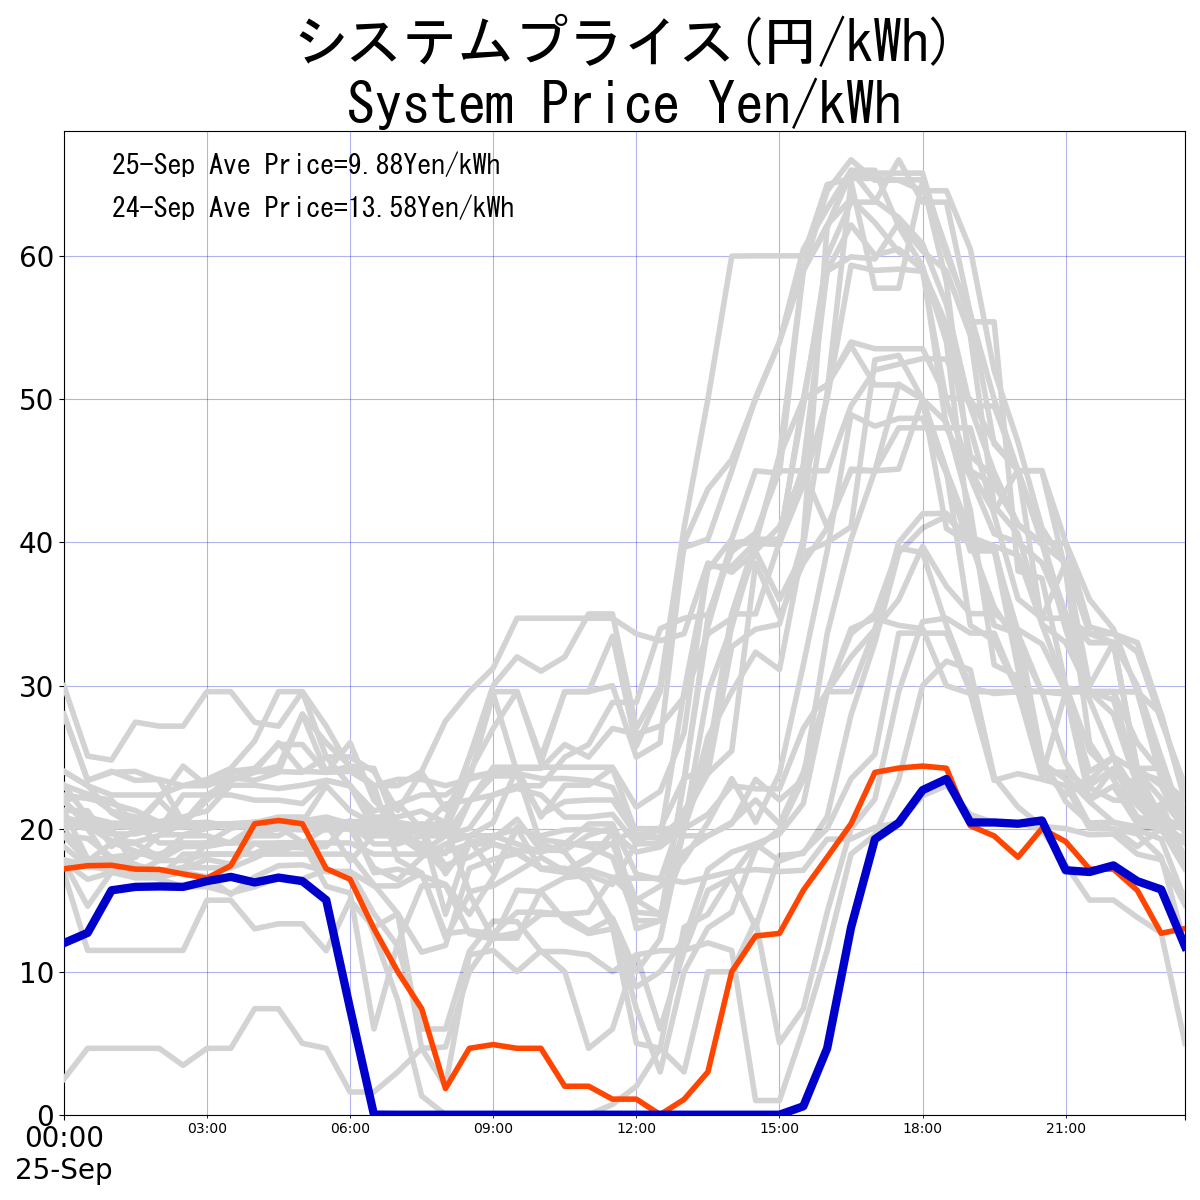 システムプライス(円/kWh)
System Price Yen/kWh
25-Sep Ave Price=9.88Yen/kWh
24-Sep Ave Price=13.58Yen/kWh
60
50
40
30
20
10
0
00:00 03:00 06:00 09:00 12:00 15:00 18:00 21:00
25-Sep